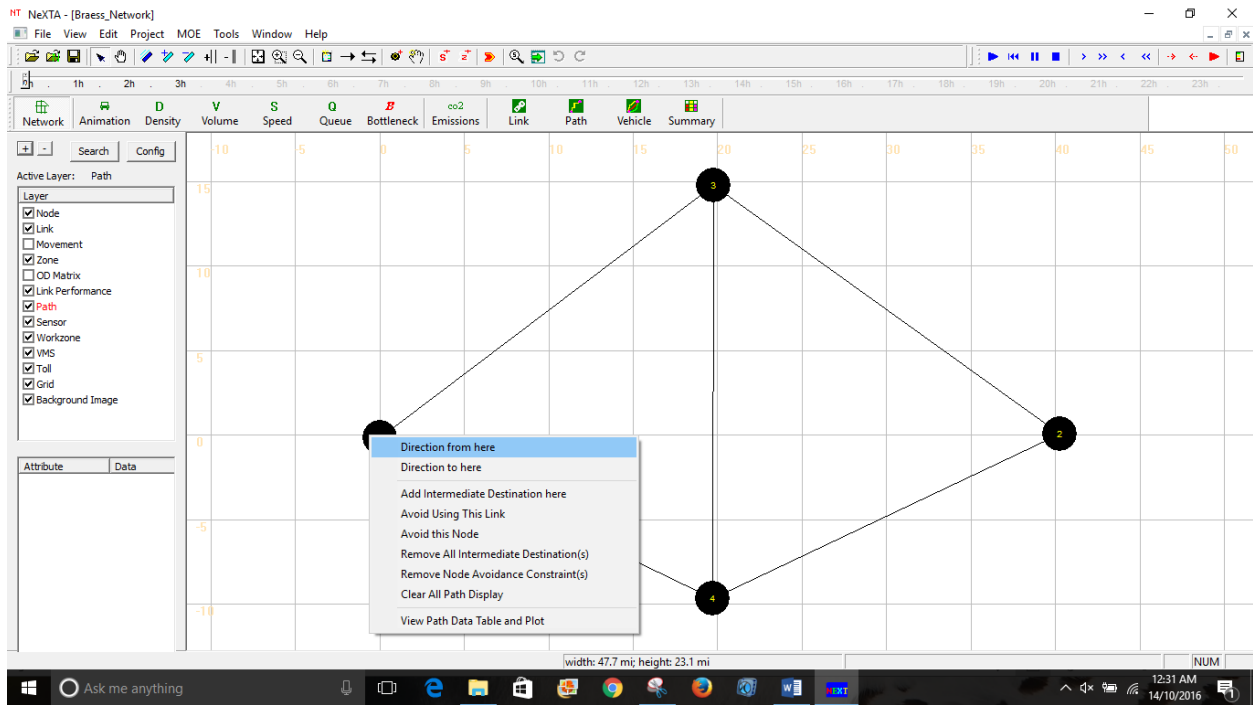 NeXTA - [Braess_Network]
File View Edit Project MOE Tools Window Help
0h 1h 2h 3h 4h 5h 6h 7h 8h 9h 10h 11h 12h 13h 14h 15h 16h 17h 18h 19h 20h 21h 22h 23h
D V S Q B co2
Network Animation Density Volume Speed Queue Bottleneck Emissions Link Path Vehicle Summary
+ - Search Config
Active Layer: Path
Layer
Node
Link
Movement
Zone
OD Matrix
Link Performance
Path
Sensor
Workzone
VMS
Toll
Grid
Background Image
Attribute Data
-10 -5 0 5 10 15 20 25 30 35 40 45 50
15
10
5
0
-5
-10
3
2
4
Direction from here
Direction to here
Add Intermediate Destination here
Avoid Using This Link
Avoid this Node
Remove All Intermediate Destination(s)
Remove Node Avoidance Constraint(s)
Clear All Path Display
View Path Data Table and Plot
width: 47.7 mi; height: 23.1 mi
NUM
Ask me anything
12:31 AM
14/10/2016